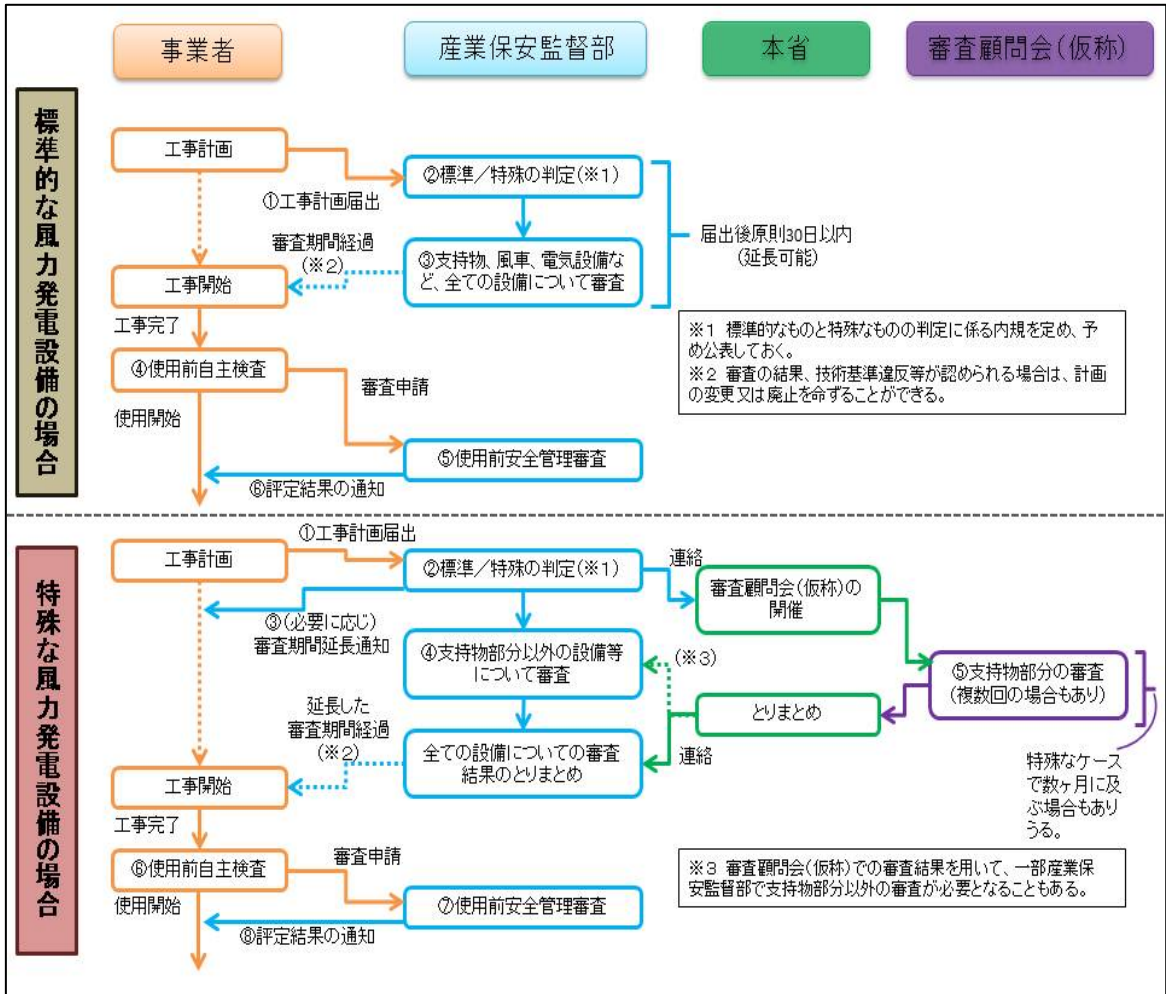 事業者
産業保安監督部
本省
審査顧問会(仮称)
標準的な風力発電設備の場合
工事計画
①工事計画届出
②標準／特殊の判定(※1)
審査期間経過
(※2)
③支持物、風車、電気設備な
ど、全ての設備について審査
届出後原則30日以内
(延長可能)
工事開始
工事完了
④使用前自主検査
審査申請
使用開始
⑤使用前安全管理審査
⑥評定結果の通知
※1 標準的なものと特殊なものの判定に係る内規を定め、予
め公表しておく。
※2 審査の結果、技術基準違反等が認められる場合は、計画
の変更又は廃止を命ずることができる。
特殊な風力発電設備の場合
①工事計画届出
工事計画
②標準／特殊の判定(※1)
連絡
審査顧問会(仮称)の
開催
③(必要に応じ)
審査期間延長通知
④支持物部分以外の設備等
について審査
(※3)
⑤支持物部分の審査
(複数回の場合もあり)
とりまとめ
延長した
審査期間経過
(※2)
全ての設備についての審査
結果のとりまとめ
連絡
特殊なケース
で数ヶ月に及
ぶ場合もあり
うる。
工事開始
工事完了
⑥使用前自主検査
審査申請
使用開始
⑦使用前安全管理審査
⑧評定結果の通知
※3 審査顧問会(仮称)での審査結果を用いて、一部産業保
安監督部で支持物部分以外の審査が必要となることもある。